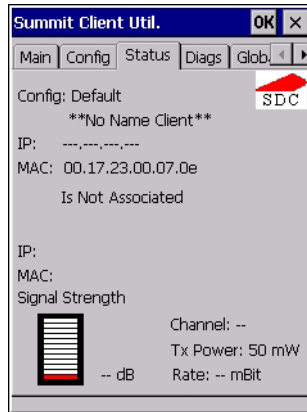 Summit Client Util. OK ×
Main Config Status Diags Glob
Config: Default
SDC
**No Name Client**
IP: ---.---.---.---
MAC: 00.17.23.00.07.0e
Is Not Associated
IP:
MAC:
Signal Strength
Channel: --
Tx Power: 50 mW
-- dB Rate: -- mBit